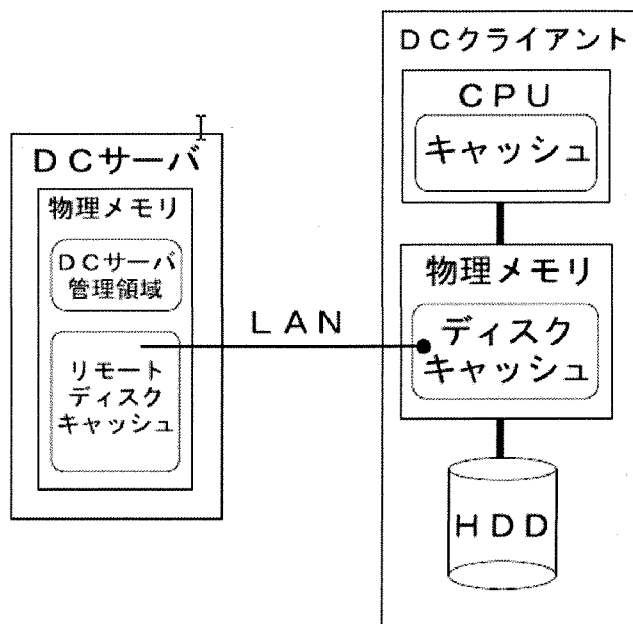 DCクライアント
CPU
キャッシュ
DCサーバ
物理メモリ
DCサーバ
管理領域
リモート
ディスク
キャッシュ
LAN
物理メモリ
ディスク
キャッシュ
HDD